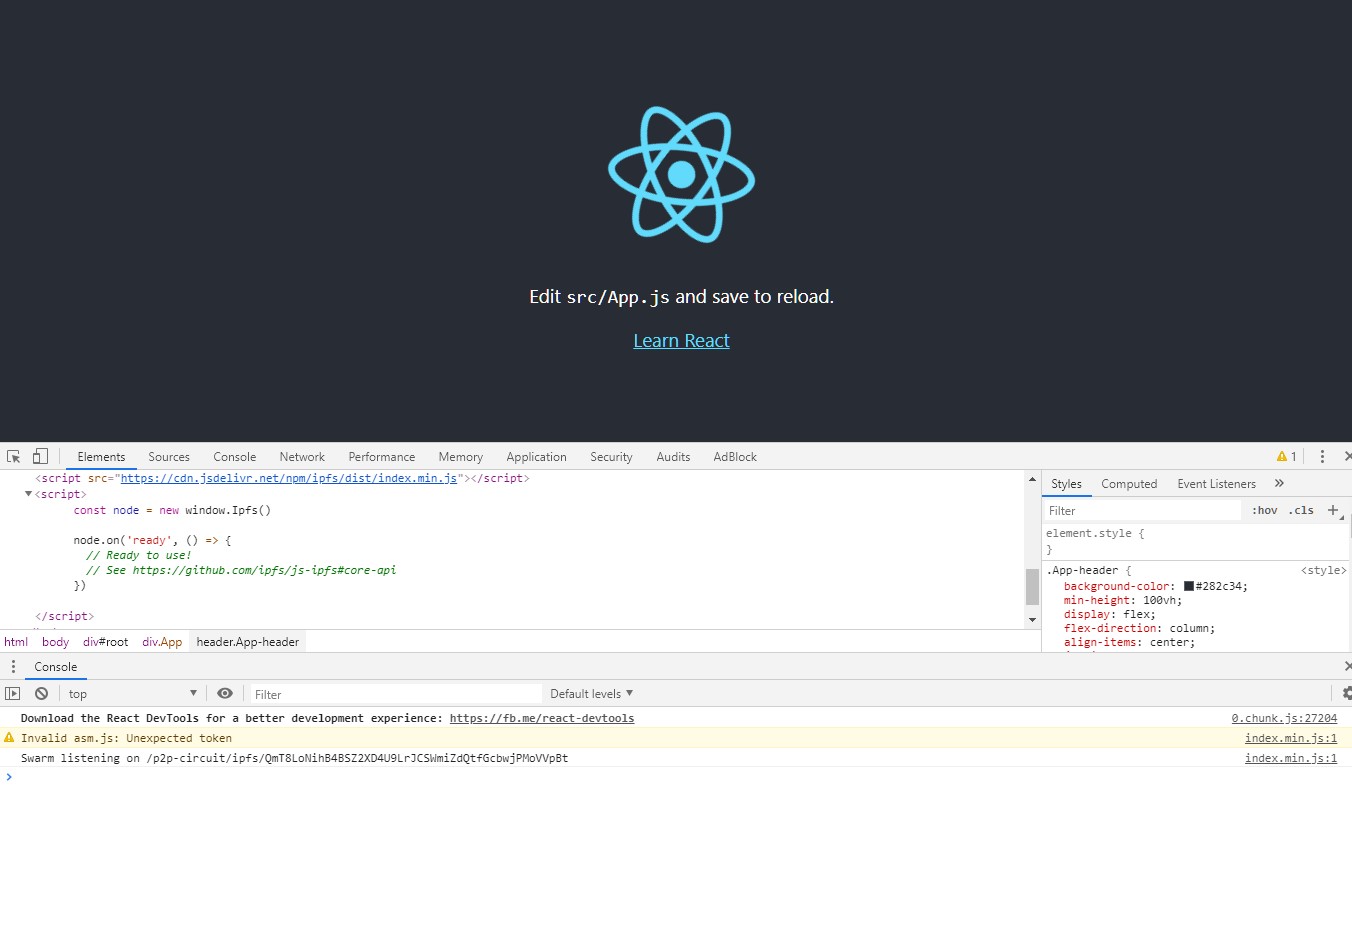 Edit src/App.js and save to reload.
Learn React
Elements Sources Console Network Performance Memory Application Security Audits AdBlock 1
<script src="https://cdn.jsdelivr.net/npm/ipfs/dist/index.min.js"></script>
<script>
const node = new window.Ipfs()
node.on('ready', () => {
// Ready to use!
// See https://github.com/ipfs/js-ipfs#core-api
})
</script>
html body div#root div.App header.App-header
Styles Computed Event Listeners »
Filter :hov .cls +
element.style {
}
.App-header { <style>
background-color: #282c34;
min-height: 100vh;
display: flex;
flex-direction: column;
align-items: center;
Console
top Filter Default levels
Download the React DevTools for a better development experience: https://fb.me/react-devtools 0.chunk.js:27204
Invalid asm.js: Unexpected token index.min.js:1
Swarm listening on /p2p-circuit/ipfs/QmT8LoNihB4BSZ2XD4U9LrJCSWmiZdQtfGcbwjPMoVVpBt index.min.js:1
>